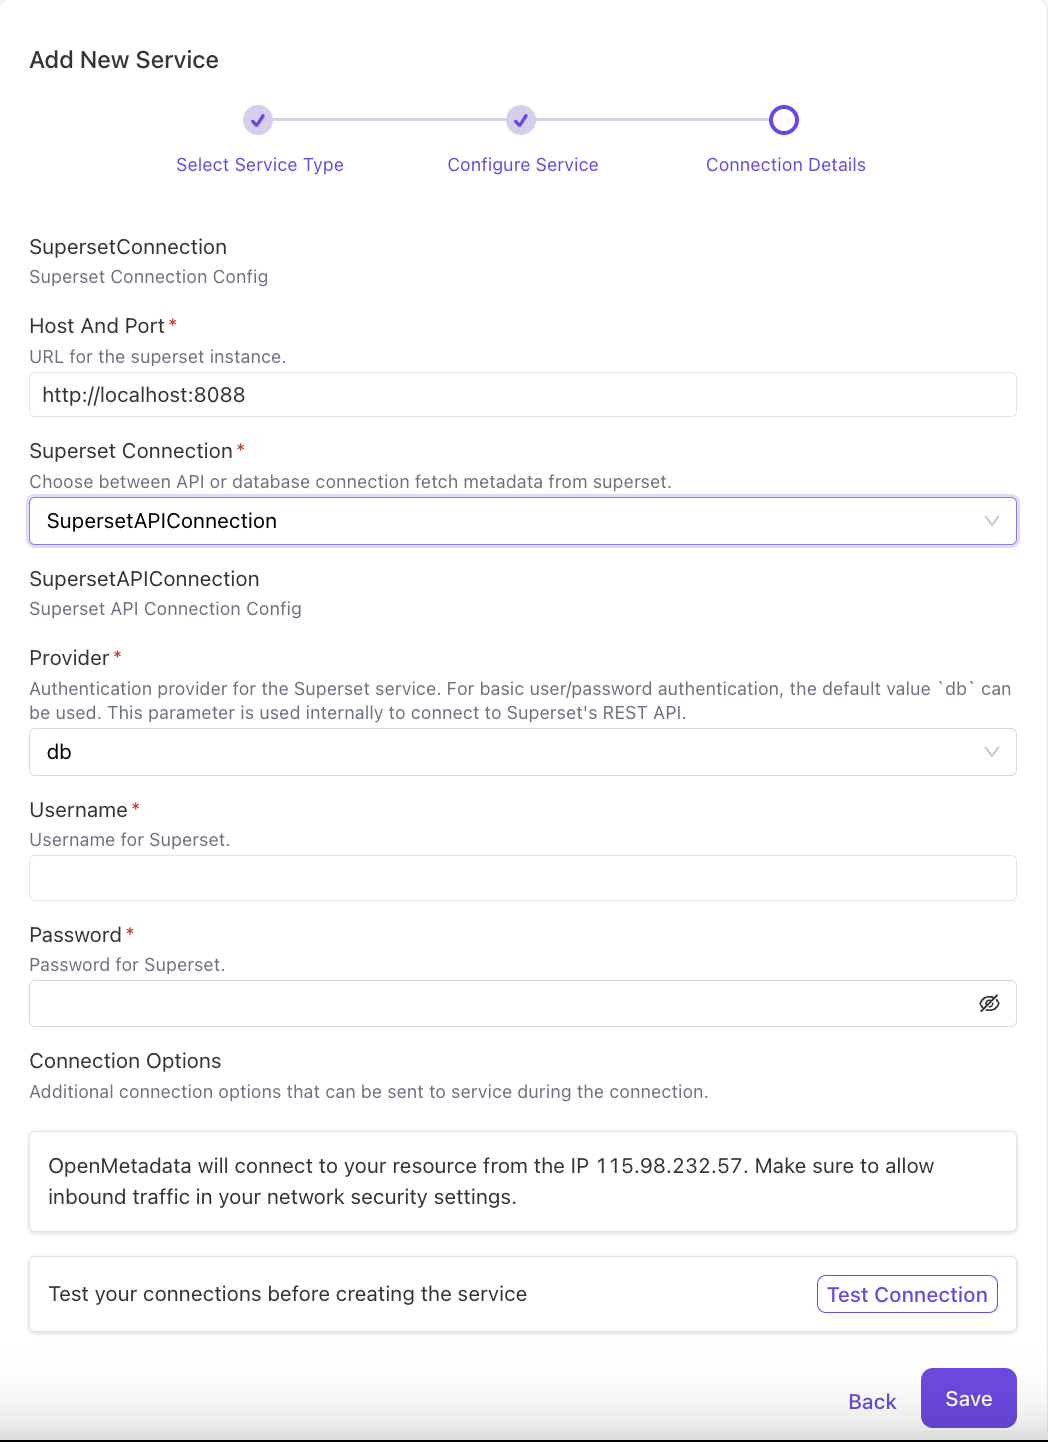 Add New Service
Select Service Type
Configure Service
Connection Details
SupersetConnection
Superset Connection Config
Host And Port*
URL for the superset instance.
http://localhost:8088
Superset Connection*
Choose between API or database connection fetch metadata from superset.
SupersetAPIConnection
SupersetAPIConnection
Superset API Connection Config
Provider*
Authentication provider for the Superset service. For basic user/password authentication, the default value `db` can
be used. This parameter is used internally to connect to Superset's REST API.
db
Username*
Username for Superset.
Password*
Password for Superset.
Connection Options
Additional connection options that can be sent to service during the connection.
OpenMetadata will connect to your resource from the IP 115.98.232.57. Make sure to allow
inbound traffic in your network security settings.
Test your connections before creating the service
Test Connection
Back
Save